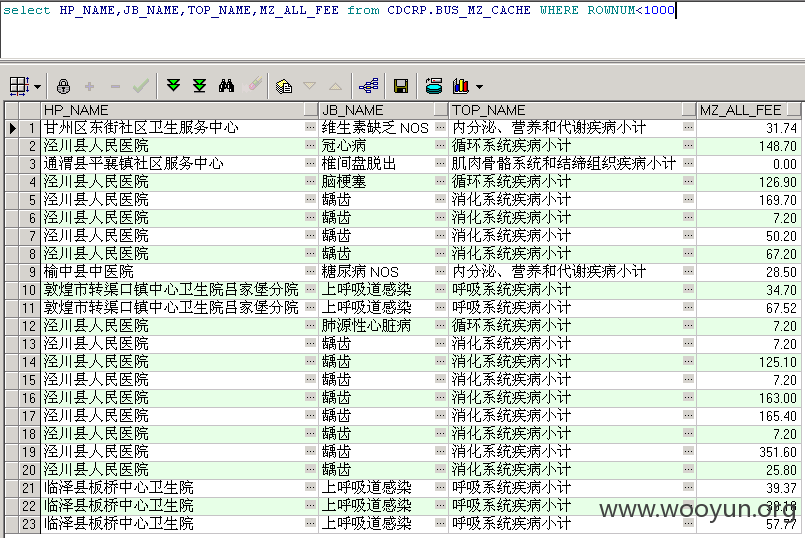 select HP_NAME,JB_NAME,TOP_NAME,MZ_ALL_FEE from CDCRP.BUS_MZ_CACHE WHERE ROWNUM<1000
HP_NAME JB_NAME TOP_NAME MZ_ALL_FEE
1 甘州区东街社区卫生服务中心 维生素缺乏 NOS 内分泌、营养和代谢疾病小计 31.74
2 泾川县人民医院 冠心病 循环系统疾病小计 148.70
3 通渭县平襄镇社区服务中心 椎间盘脱出 肌肉骨骼系统和结缔组织疾病小计 0.00
4 泾川县人民医院 脑梗塞 循环系统疾病小计 126.90
5 泾川县人民医院 龋齿 消化系统疾病小计 169.70
6 泾川县人民医院 龋齿 消化系统疾病小计 7.20
7 泾川县人民医院 龋齿 消化系统疾病小计 50.20
8 泾川县人民医院 龋齿 消化系统疾病小计 67.20
9 榆中县中医院 糖尿病 NOS 内分泌、营养和代谢疾病小计 28.50
10 敦煌市转渠口镇中心卫生院吕家堡分院 上呼吸道感染 呼吸系统疾病小计 34.70
11 敦煌市转渠口镇中心卫生院吕家堡分院 上呼吸道感染 呼吸系统疾病小计 67.52
12 泾川县人民医院 肺源性心脏病 循环系统疾病小计 7.20
13 泾川县人民医院 龋齿 消化系统疾病小计 7.20
14 泾川县人民医院 龋齿 消化系统疾病小计 125.10
15 泾川县人民医院 龋齿 消化系统疾病小计 7.20
16 泾川县人民医院 龋齿 消化系统疾病小计 163.00
17 泾川县人民医院 龋齿 消化系统疾病小计 165.40
18 泾川县人民医院 龋齿 消化系统疾病小计 7.20
19 泾川县人民医院 龋齿 消化系统疾病小计 351.60
20 泾川县人民医院 龋齿 消化系统疾病小计 25.80
21 临泽县板桥中心卫生院 上呼吸道感染 呼吸系统疾病小计 39.37
22 临泽县板桥中心卫生院 上呼吸道感染 呼吸系统疾病小计
www.wooyun.org
23 临泽县板桥中心卫生院 上呼吸道感染 呼吸系统疾病小计 57.77